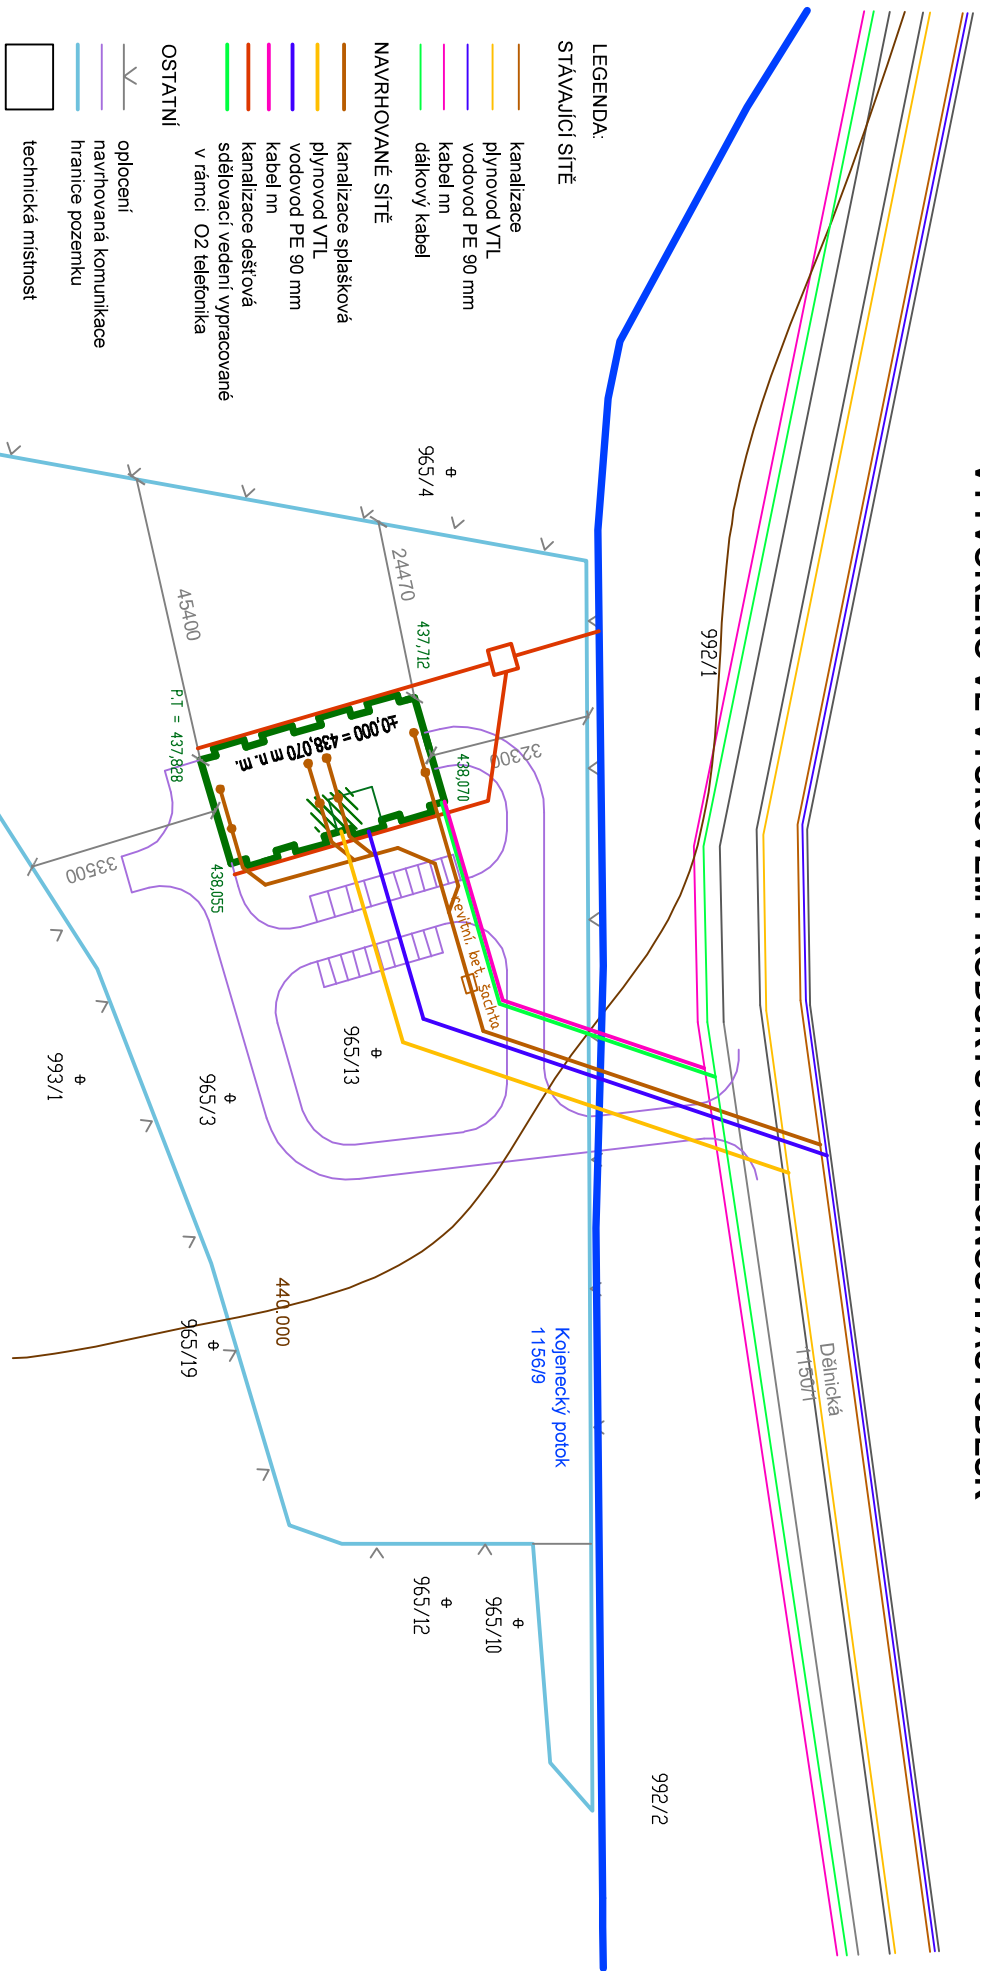 LEGENDA:
STÁVAJÍCÍ SÍTĚ
kanalizace
plynovod VTL
vodovod PE 90 mm
kabel nn
dákový kabel
NAVRHOVANÉ SÍTĚ
kanalizace splašková
plynovod VTL
vodovod PE 90 mm
kabel nn
kanalizace dešťová
sdělovací vedení vypracované
v rámci O2 telefonika
OSTATNÍ
oplocení
navrhovaná komunikace
hranice pozemku
technická místnost
965/4
992/1
24470
45400
437,712
P.T = 437,828
±0,000 = 438,070 m n. m.
438,070
32300
33500
438,055
revitní. bet. šachta
965/13
965/3
993/1
440.000
965/19
Kojenecký potok
1156/9
Dělnická
1150/1
965/12
965/10
992/2